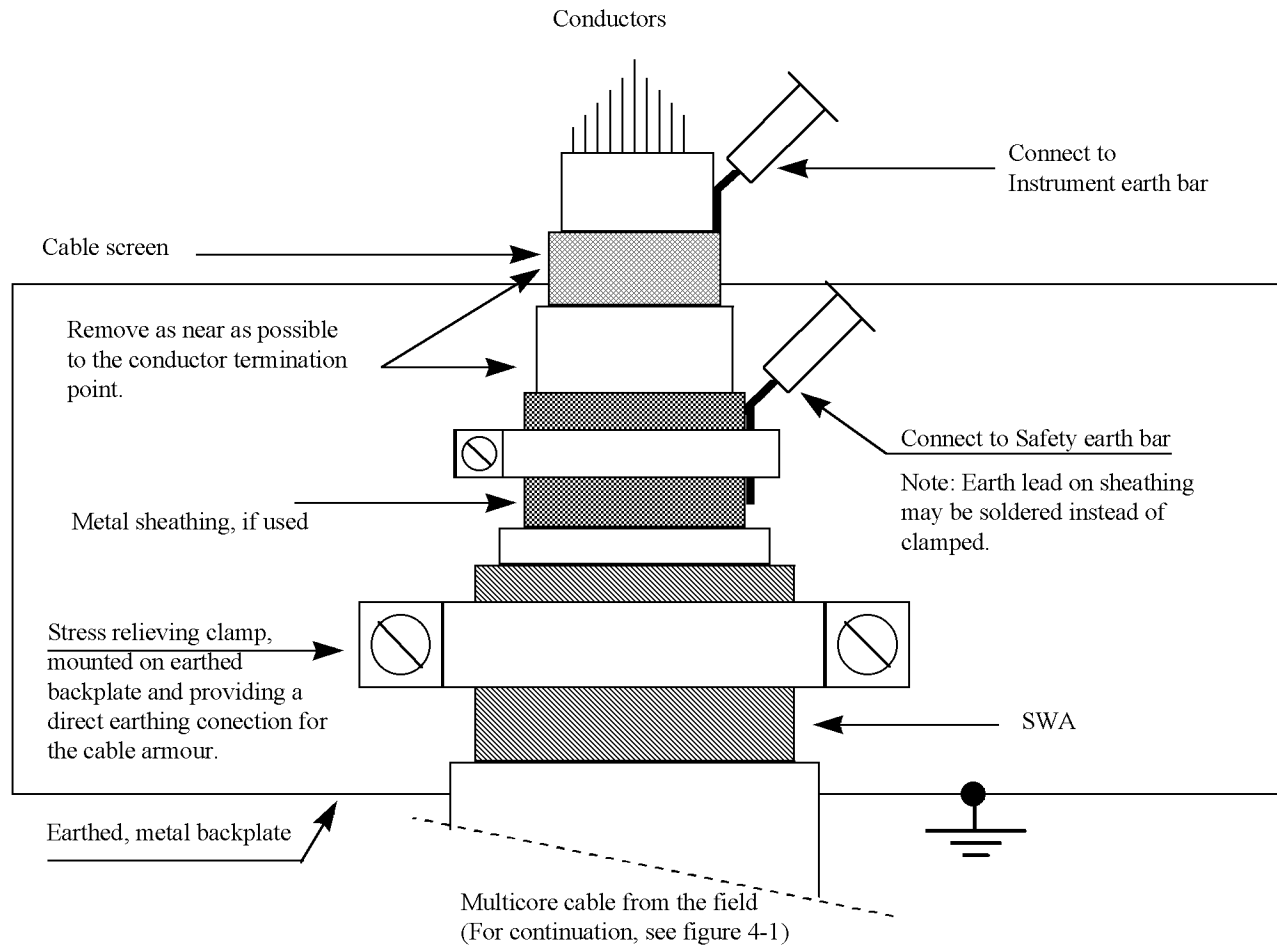 Conductors
Connect to
Instrument earth bar
Cable screen
Remove as near as possible
to the conductor termination
point.
Connect to Safety earth bar
Note: Earth lead on sheathing
may be soldered instead of
clamped.
Metal sheathing, if used
Stress relieving clamp,
mounted on earthed
backplate and providing a
direct earthing conection for
the cable armour.
SWA
Earthed, metal backplate
Multicore cable from the field
(For continuation, see figure 4-1)